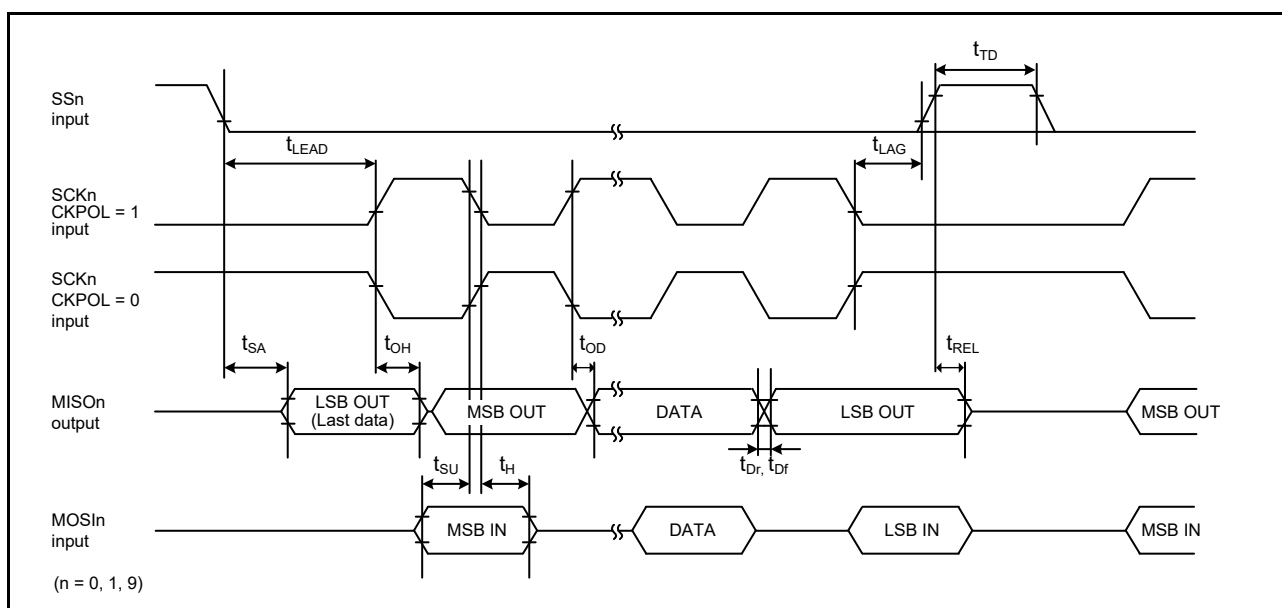 tTD
SSn
input
tLEAD
tLAG
SCKn
CKPOL = 1
input
SCKn
CKPOL = 0
input
tSA
tOH
tOD
tREL
MISOn
output
LSB OUT
(Last data)
MSB OUT
DATA
LSB OUT
MSB OUT
tDr, tDf
tSU
tH
MOSIn
input
MSB IN
DATA
LSB IN
MSB IN
(n = 0, 1, 9)